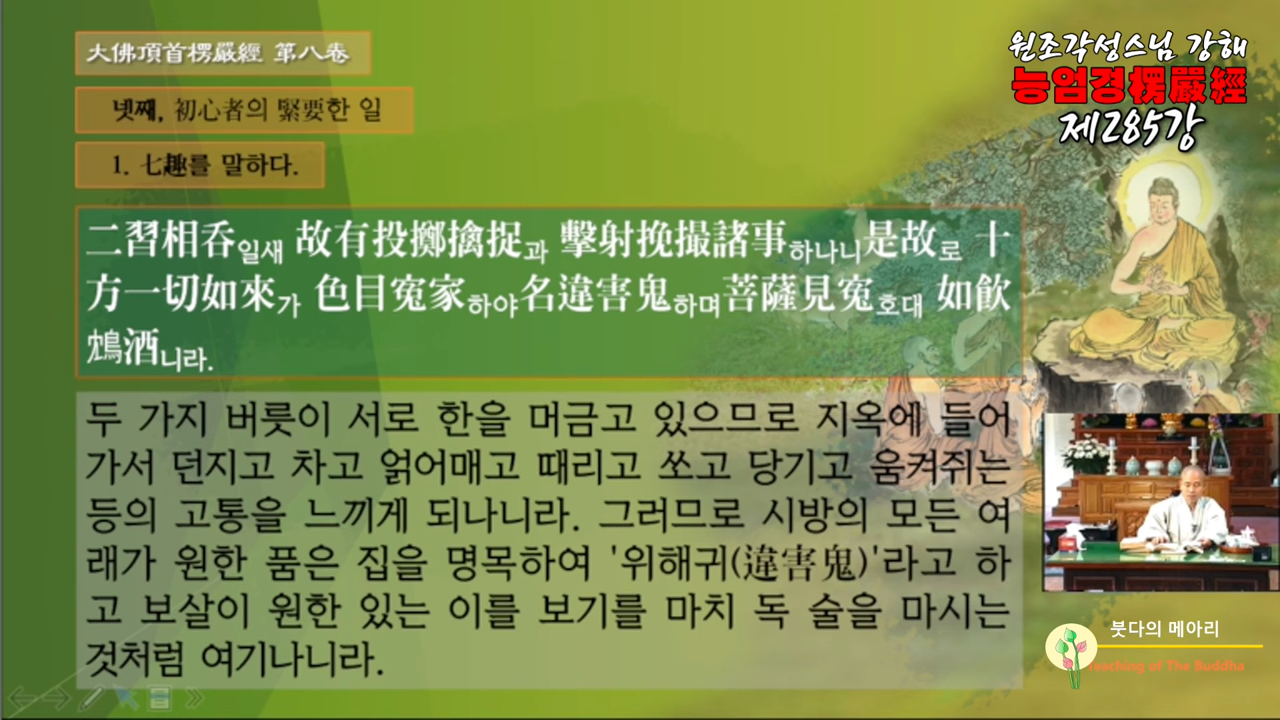 大佛頂首楞嚴經 第八卷
넷째, 初心者의 緊要한 일
1. 七趣를 말하다.
二習相呑일새 故有投擲擒捉과 擊射挽撮諸事하나니是故로 十
方一切如來가 色目寃家하야名違害鬼하며菩薩見寃호대 如飮
鴆酒니라.
두 가지 버릇이 서로 한을 머금고 있으므로 지옥에 들어
가서 던지고 차고 얽어매고 때리고 쏘고 당기고 움켜쥐는
등의 고통을 느끼게 되나니라. 그러므로 시방의 모든 여
래가 원한 품은 집을 명목하여 '위해귀(違害鬼)'라고 하
고 보살이 원한 있는 이를 보기를 마치 독 술을 마시는
것처럼 여기나니라.
원조각성스님 강해
능엄경楞嚴經
제285강
붓다의 메아리
Teaching of The Buddha